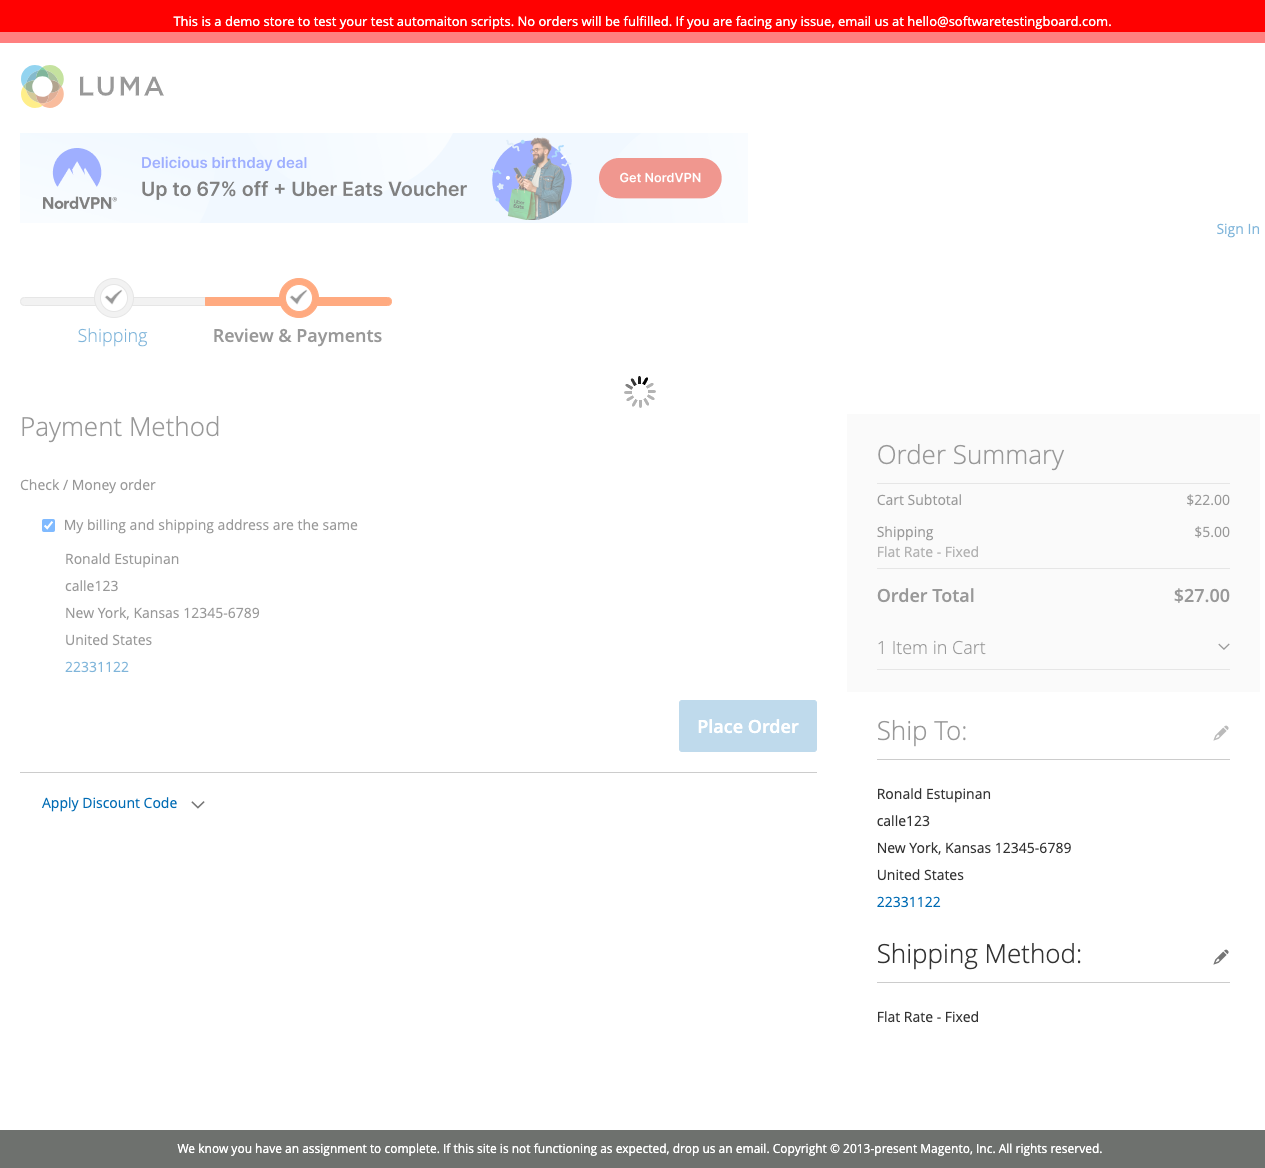 This is a demo store to test your test automaiton scripts. No orders will be fulfilled. If you are facing any issue, email us at hello@softwaretestingboard.com.
LUMA
NordVPN®
Delicious birthday deal
Up to 67% off + Uber Eats Voucher
Get NordVPN
Sign In
Shipping
Review & Payments
Payment Method
Check / Money order
My billing and shipping address are the same
Ronald Estupinan
calle123
New York, Kansas 12345-6789
United States
22331122
Place Order
Apply Discount Code
Order Summary
Cart Subtotal $22.00
Shipping $5.00
Flat Rate - Fixed
Order Total $27.00
1 Item in Cart
Ship To:
Ronald Estupinan
calle123
New York, Kansas 12345-6789
United States
22331122
Shipping Method:
Flat Rate - Fixed
We know you have an assignment to complete. If this site is not functioning as expected, drop us an email. Copyright © 2013-present Magento, Inc. All rights reserved.